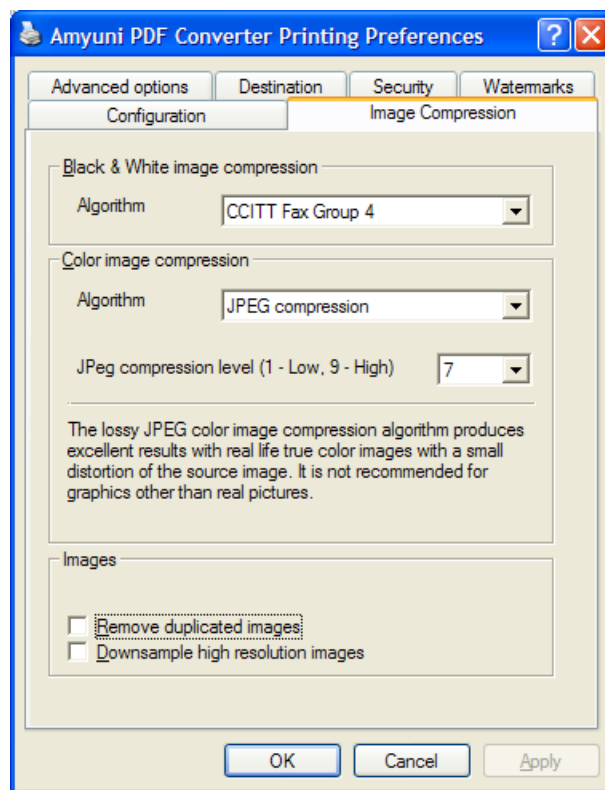 Amyuni PDF Converter Printing Preferences
Advanced options Destination Security Watermarks
Configuration Image Compression
Black & White image compression
Algorithm CCITT Fax Group 4
Color image compression
Algorithm JPEG compression
JPeg compression level (1 - Low, 9 - High) 7
The lossy JPEG color image compression algorithm produces
excellent results with real life true color images with a small
distortion of the source image. It is not recommended for
graphics other than real pictures.
Images
Remove duplicated images
Downsample high resolution images
OK Cancel Apply